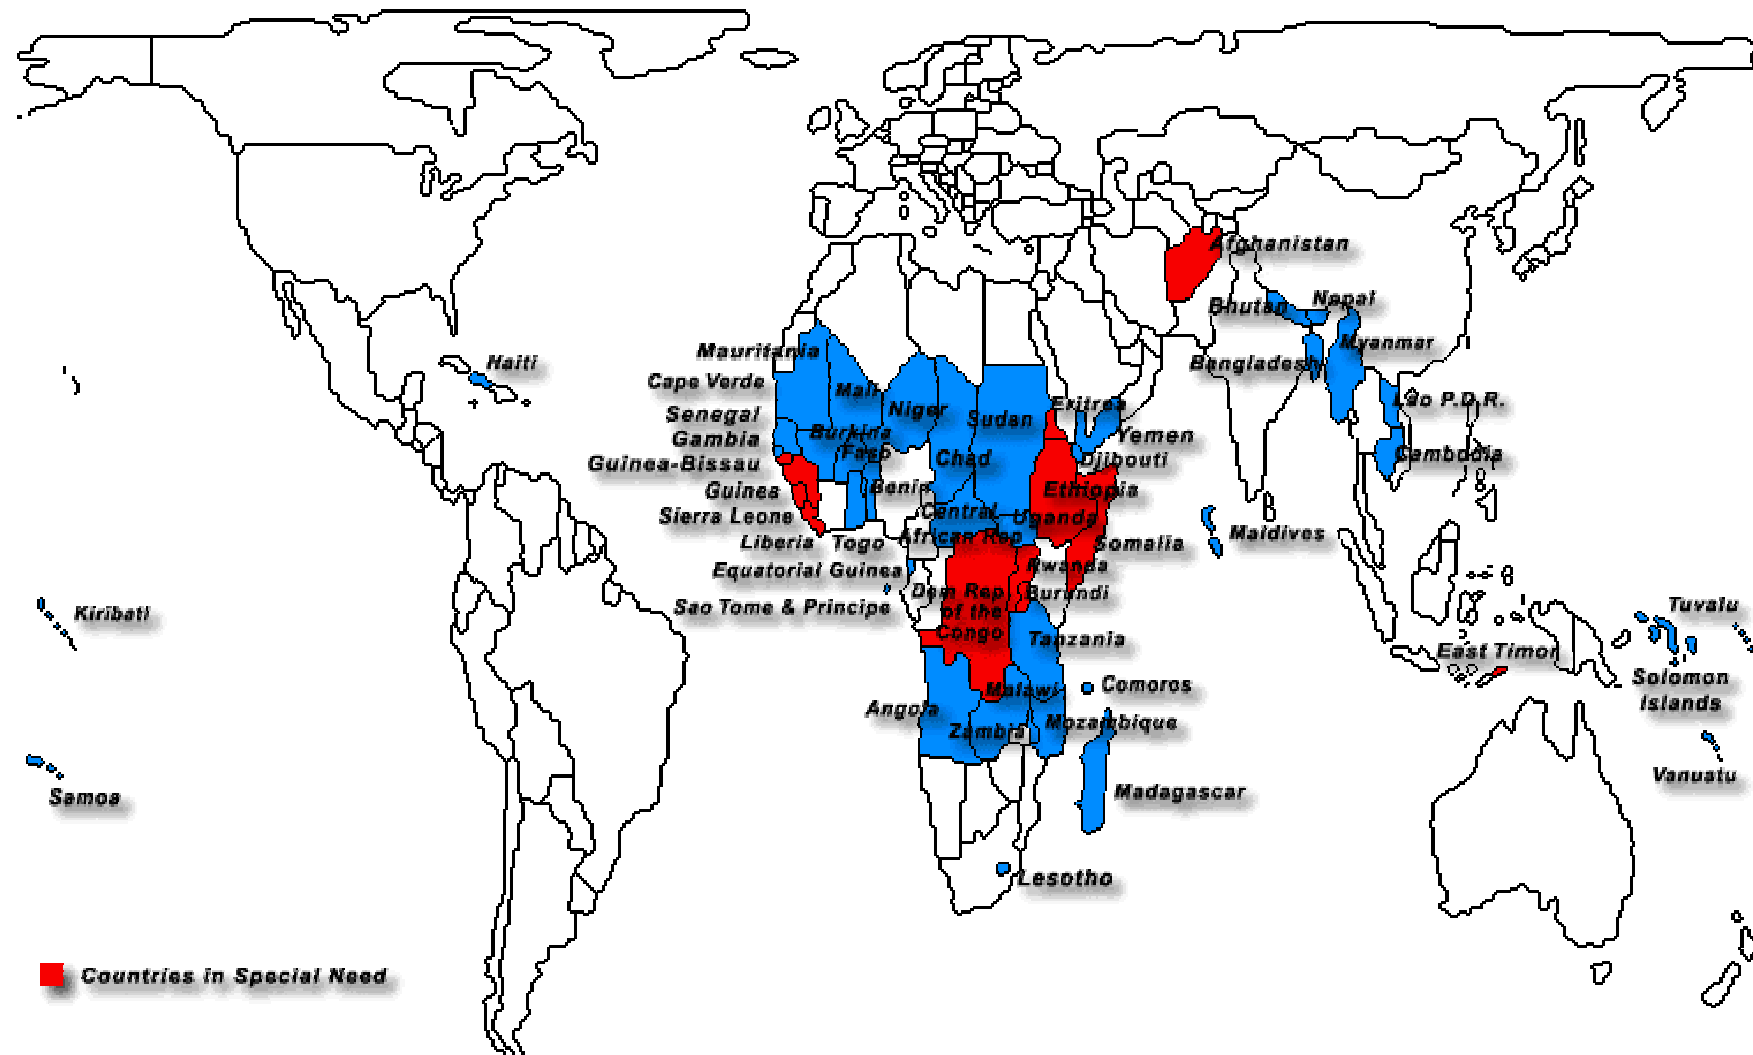 Afghanistan
Bhutan
Nepal
Myanmar
Bangladesh
Haiti
Mauritania
Cape Verde
Mali
Niger
Sudan
Eritrea
Lao P.D.R.
Senegal
Gambia
Burkina
Faso
Yemen
Djibouti
Cambodia
Guinea-Bissau
Chad
Guinea
Benin
Ethiopia
Sierra Leone
Central
African Rep
Uganda
Liberia
Togo
Somalia
Maldives
Equatorial Guinea
Rwanda
Sao Tome & Principe
Dem Rep
of the
Congo
Burundi
Kiribati
Tuvalu
Tanzania
East Timor
Solomon
Islands
Malawi
Comoros
Angola
Zambia
Mozambique
Vanuatu
Samoa
Madagascar
Lesotho
Countries in Special Need